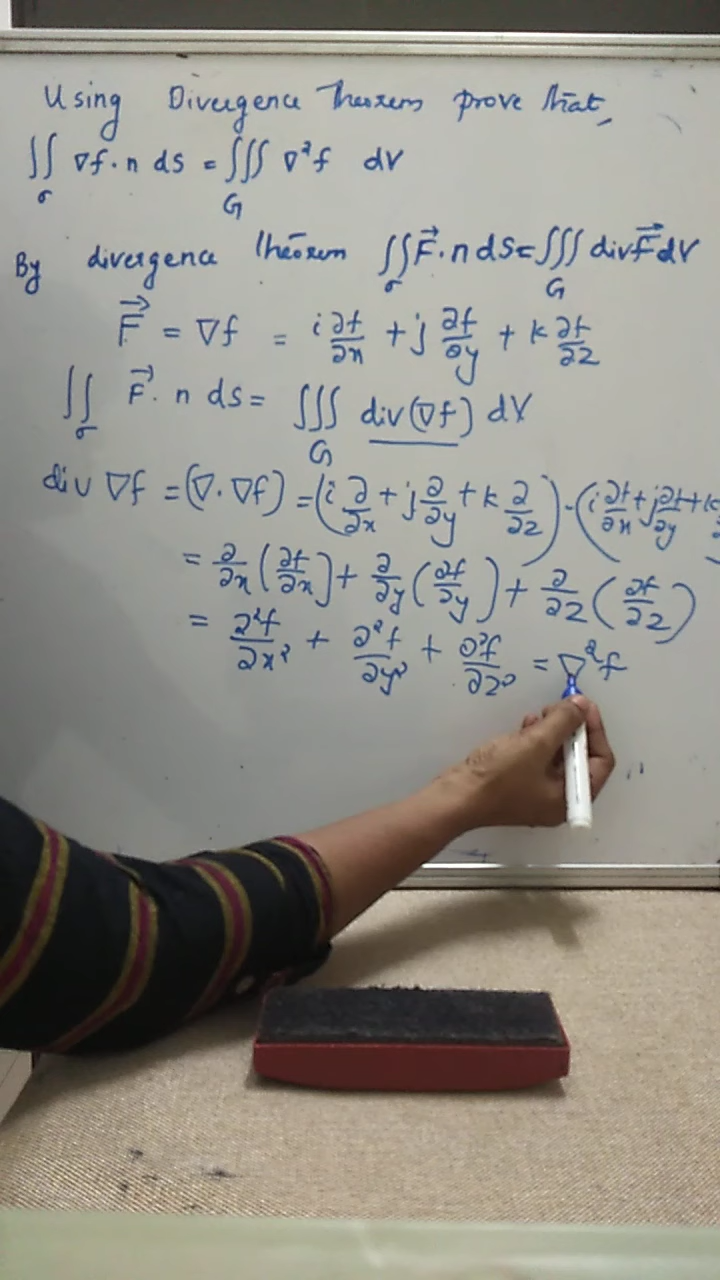 Using Divergence Theorem prove that,
∬σ ∇f · n ds = ∭G ∇²f dV
By divergence theorem ∬σ F⃗ · n ds = ∭G div F⃗ dV
F⃗ = ∇f = i ∂f/∂x + j ∂f/∂y + k ∂f/∂z
∬σ F⃗ · n ds = ∭G div(∇f) dV
div ∇f = (∇ · ∇f) = (i ∂/∂x + j ∂/∂y + k ∂/∂z) · (i ∂f/∂x + j ∂f/∂y + k
= ∂/∂x (∂f/∂x) + ∂/∂y (∂f/∂y) + ∂/∂z (∂f/∂z)
= ∂²f/∂x² + ∂²f/∂y² + ∂²f/∂z² = ∇²f